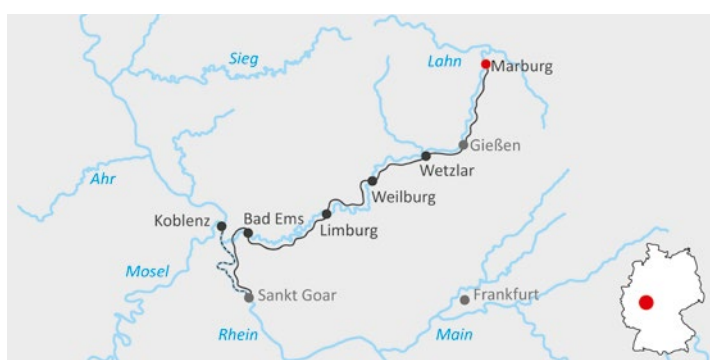 Sieg
Lahn
Marburg
Gießen
Wetzlar
Ahr
Weilburg
Koblenz
Bad Ems
Limburg
Mosel
Sankt Goar
Frankfurt
Rhein
Main